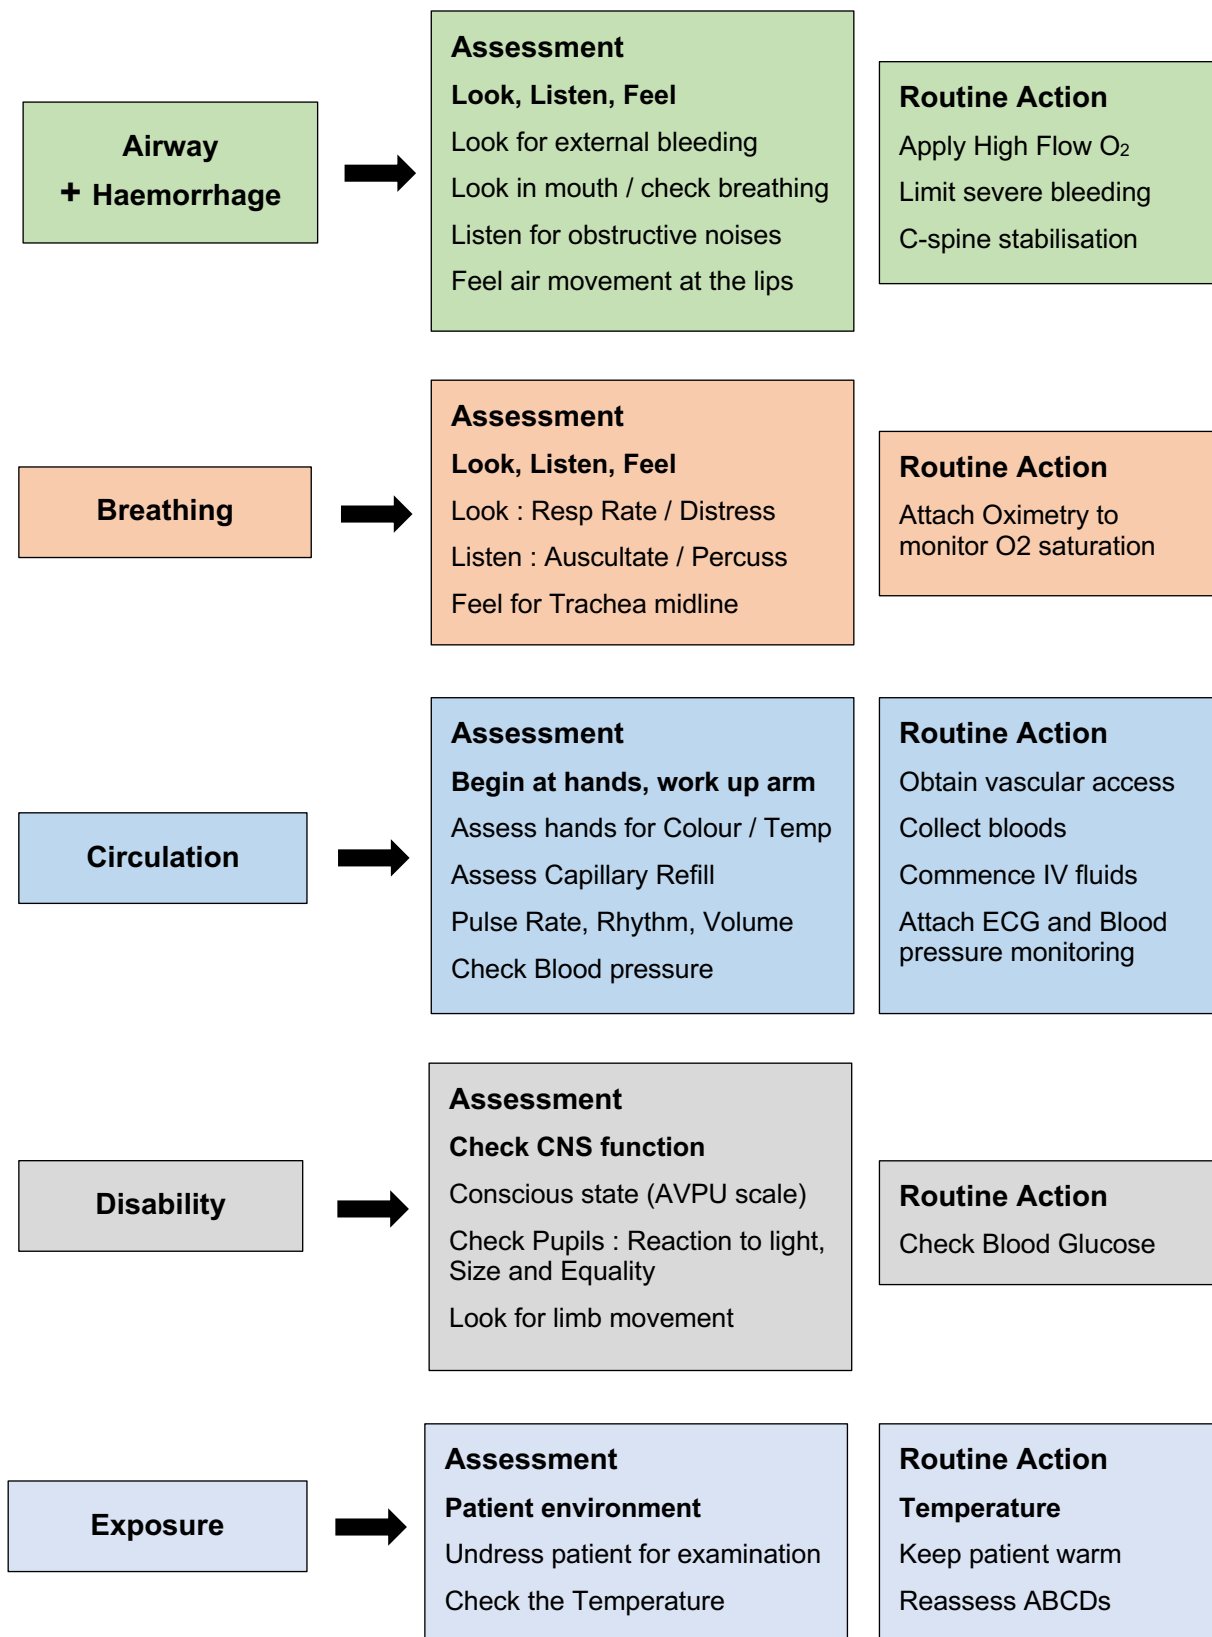 Airway
+ Haemorrhage
Assessment
Look, Listen, Feel
Look for external bleeding
Look in mouth / check breathing
Listen for obstructive noises
Feel air movement at the lips
Routine Action
Apply High Flow O₂
Limit severe bleeding
C-spine stabilisation
Breathing
Assessment
Look, Listen, Feel
Look : Resp Rate / Distress
Listen : Auscultate / Percuss
Feel for Trachea midline
Routine Action
Attach Oximetry to
monitor O2 saturation
Circulation
Assessment
Begin at hands, work up arm
Assess hands for Colour / Temp
Assess Capillary Refill
Pulse Rate, Rhythm, Volume
Check Blood pressure
Routine Action
Obtain vascular access
Collect bloods
Commence IV fluids
Attach ECG and Blood
pressure monitoring
Disability
Assessment
Check CNS function
Conscious state (AVPU scale)
Check Pupils : Reaction to light,
Size and Equality
Look for limb movement
Routine Action
Check Blood Glucose
Exposure
Assessment
Patient environment
Undress patient for examination
Check the Temperature
Routine Action
Temperature
Keep patient warm
Reassess ABCDs